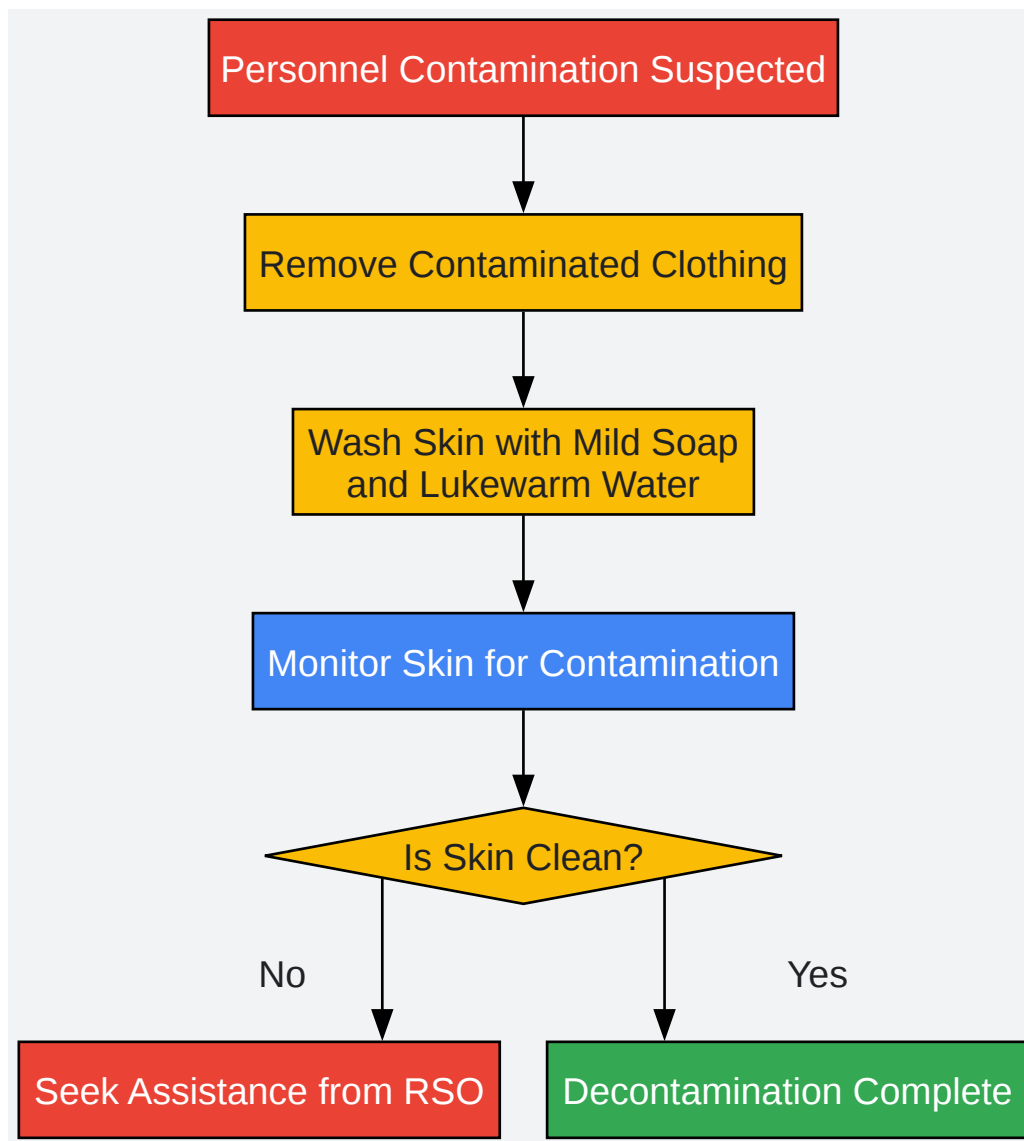 Personnel Contamination Suspected
Remove Contaminated Clothing
Wash Skin with Mild Soap
and Lukewarm Water
Monitor Skin for Contamination
Is Skin Clean?
No
Yes
Seek Assistance from RSO
Decontamination Complete